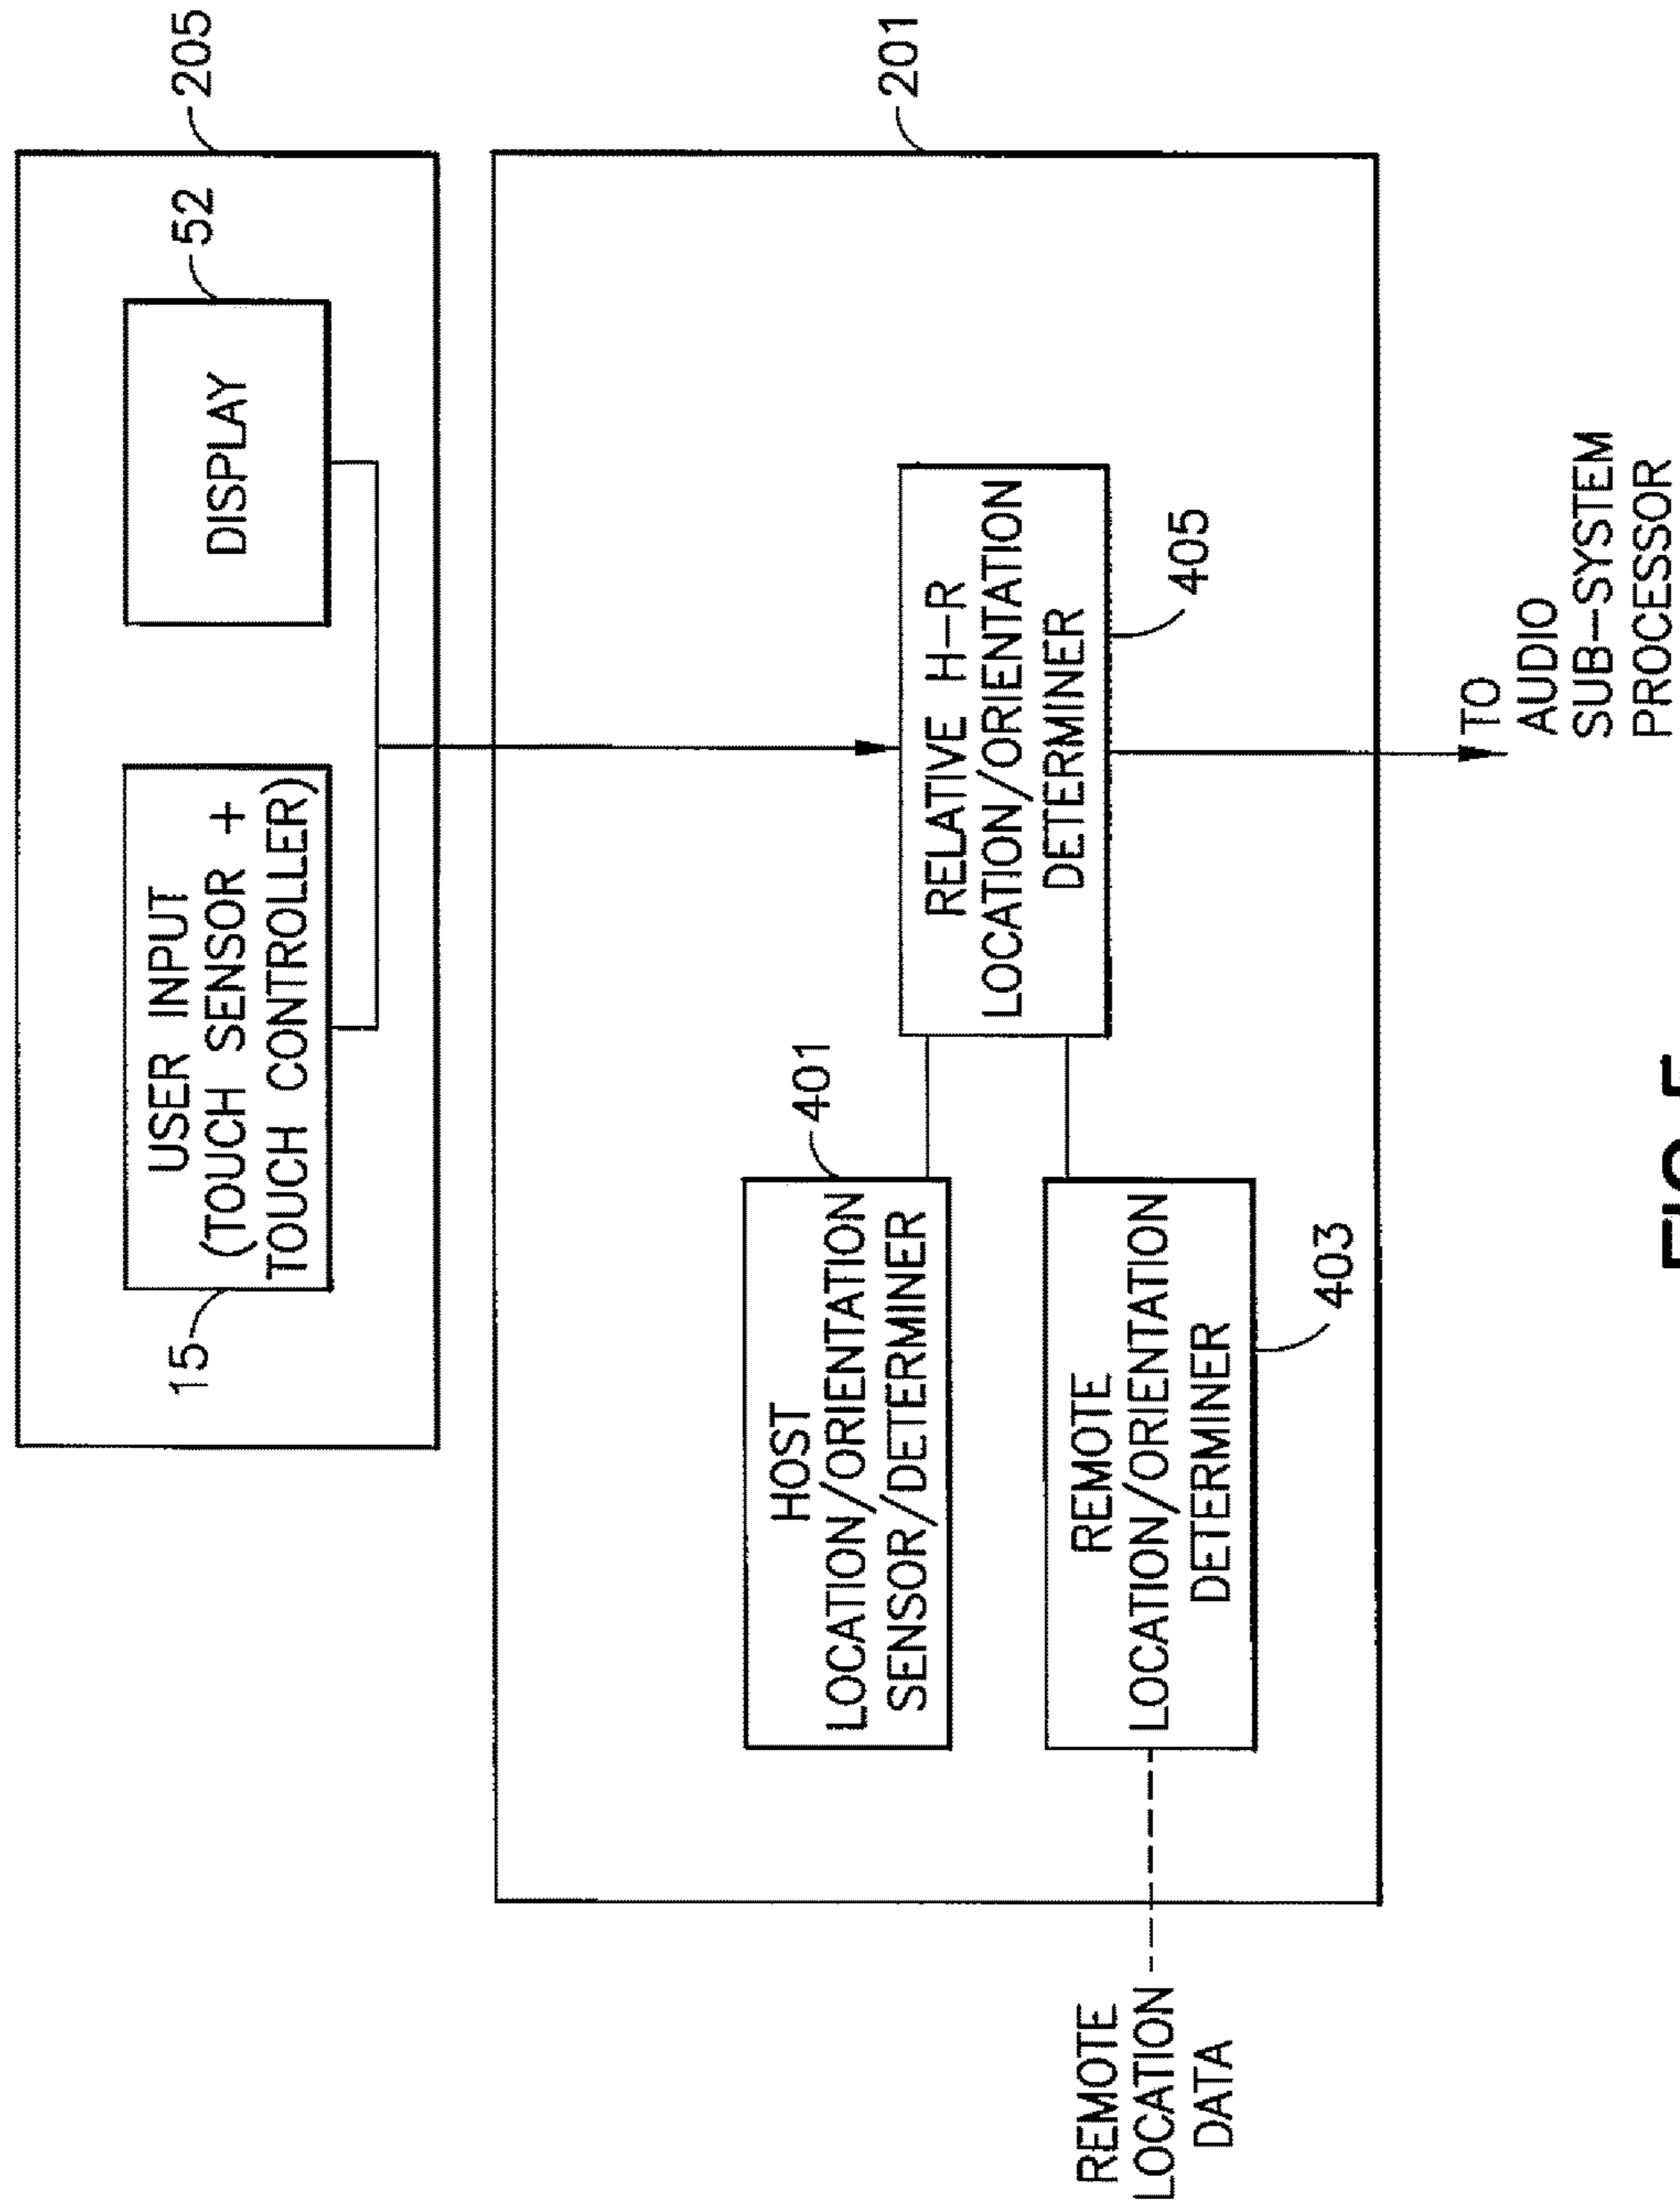 205
15
USER INPUT
(TOUCH SENSOR +
TOUCH CONTROLLER)
52
DISPLAY
201
401
HOST
LOCATION/ORIENTATION
SENSOR/DETERMINER
RELATIVE H-R
LOCATION/ORIENTATION
DETERMINER
405
REMOTE
LOCATION
DATA
REMOTE
LOCATION/ORIENTATION
DETERMINER
403
TO
AUDIO
SUB-SYSTEM
PROCESSOR